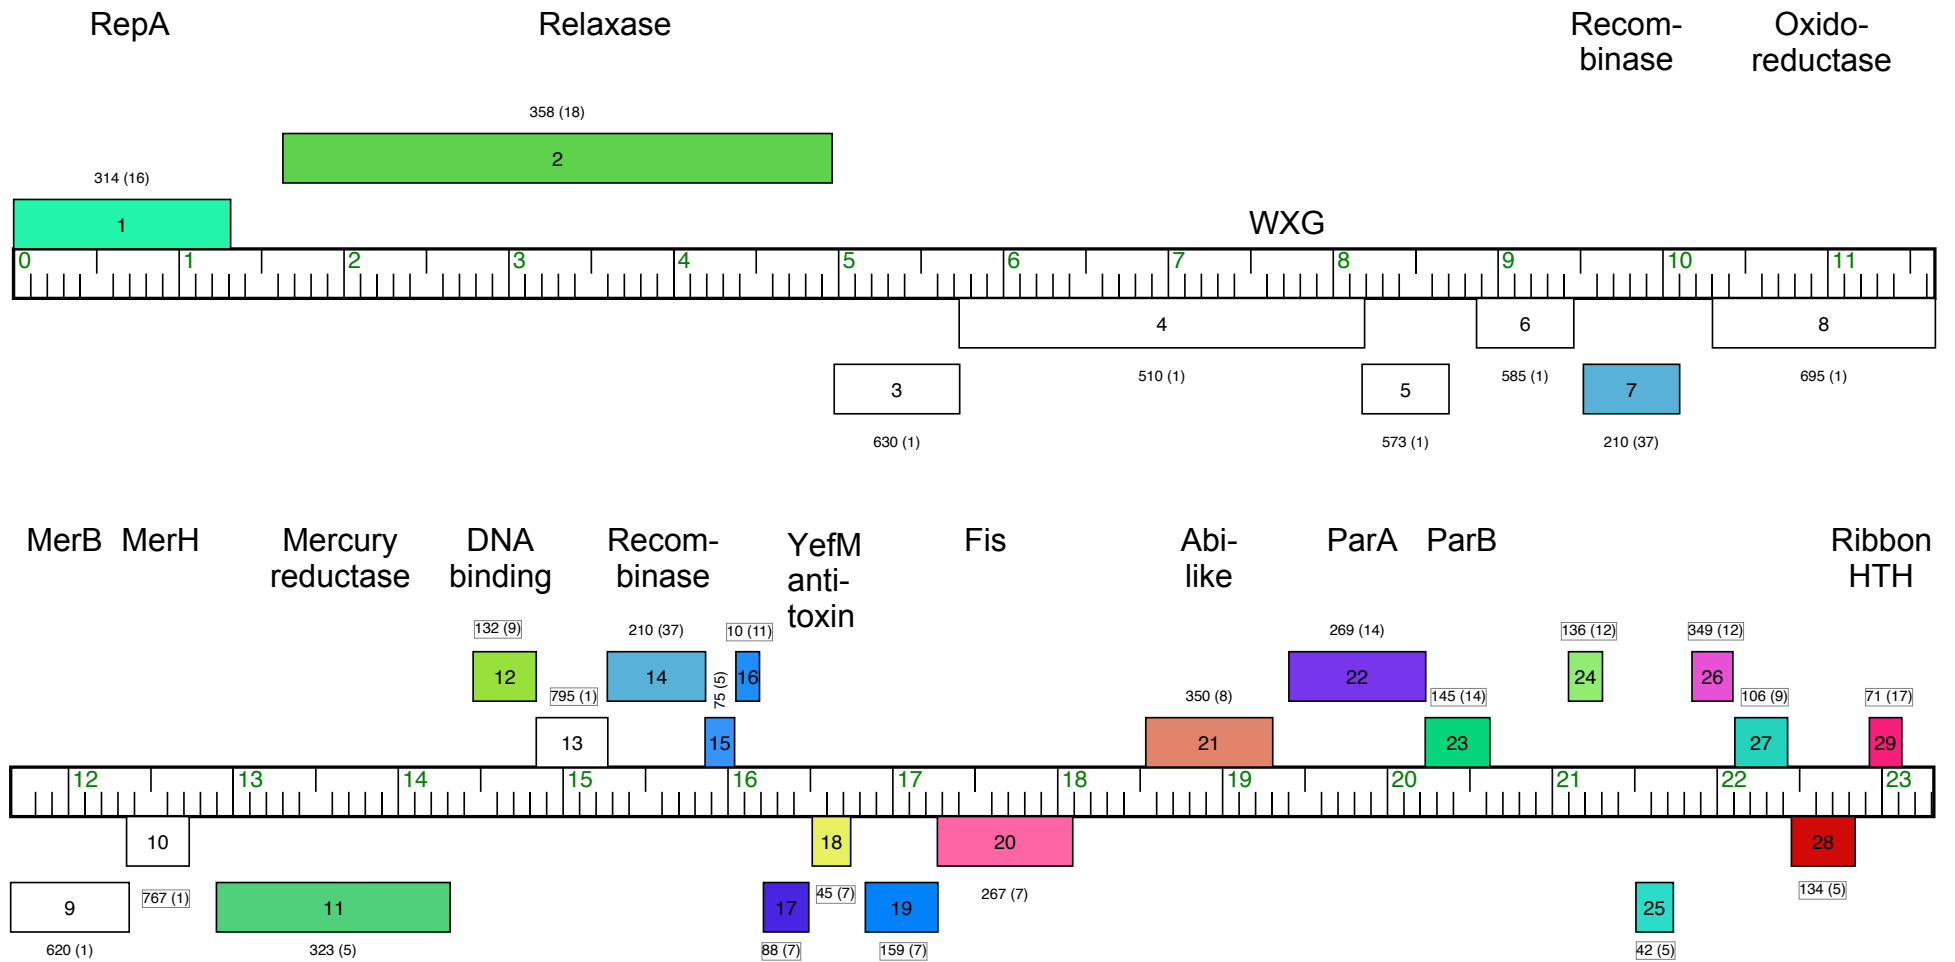 RepA Relaxase Recom- Oxido-
binase reductase
358 (18)
2
314 (16)
1 WXG
0 1 2 3 4 5 6 7 8 9 10 11
4 6 8
510 (1) 585 (1) 695 (1)
3 5 7
630 (1) 573 (1) 210 (37)
MerB MerH Mercury DNA Recom- YefM Fis Abi- ParA ParB Ribbon
reductase binding binase anti- like HTH
toxin
132 (9) 210 (37) 10 (11) 269 (14) 136 (12) 349 (12)
12 14 16 22 24 26
795 (1) 75 (5) 350 (8) 145 (14) 106 (9) 71 (17)
13 15 21 23 27 29
12 13 14 15 16 17 18 19 20 21 22 23
10 18 20 28
767 (1) 45 (7) 267 (7) 134 (5)
9 11 17 19 25
620 (1) 323 (5) 88 (7) 159 (7) 42 (5)